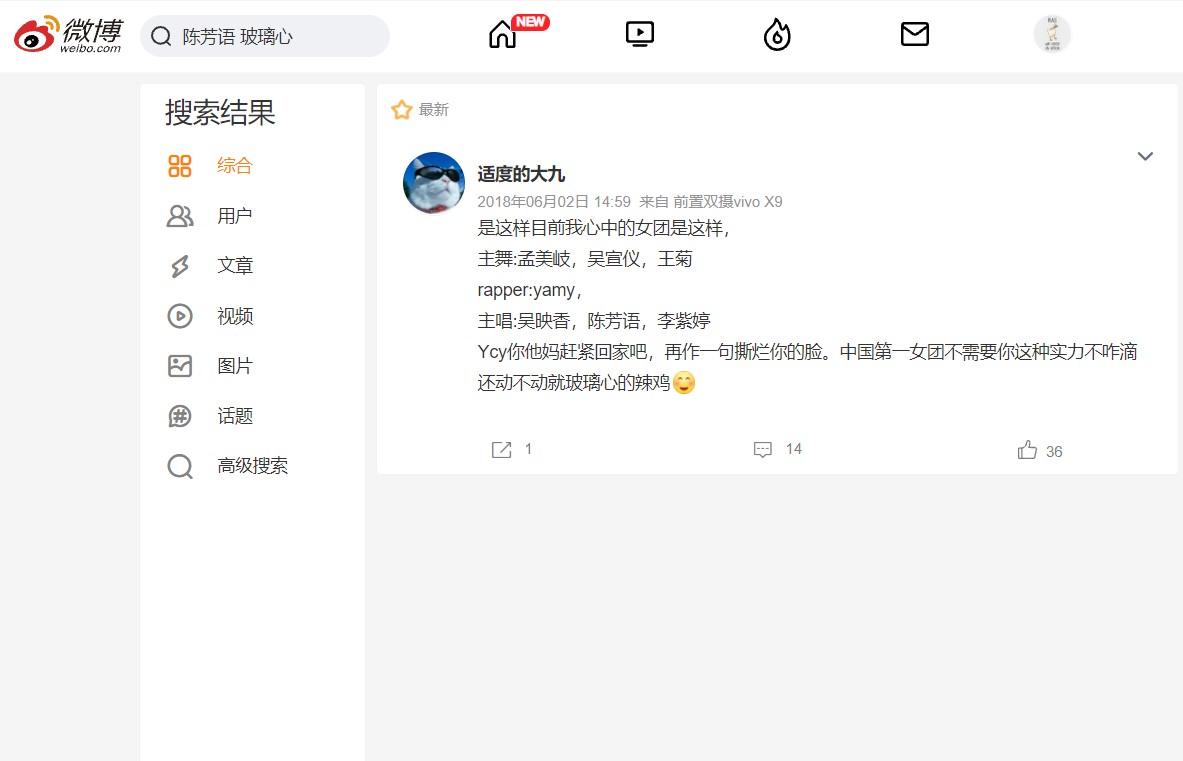 微博
weibo.com
陈芳语 玻璃心
NEW
搜索结果
综合
用户
文章
视频
图片
话题
高级搜索
最新
适度的大九
2018年06月02日 14:59 来自 前置双摄vivo X9
是这样目前我心中的女团是这样，
主舞:孟美岐，吴宣仪，王菊
rapper:yamy，
主唱:吴映香，陈芳语，李紫婷
Ycy你他妈赶紧回家吧，再作一句撕烂你的脸。中国第一女团不需要你这种实力不咋滴
还动不动就玻璃心的辣鸡
1
14
36